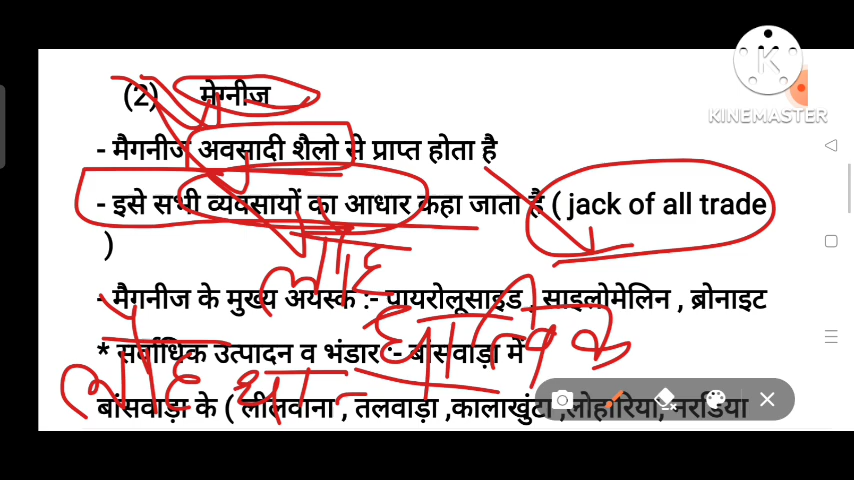 KINEMASTER
(2) मेग्नीज
- मैगनीज अवसादी शैलो से प्राप्त होता है
- इसे सभी व्यवसायों का आधार कहा जाता है ( jack of all trade
)
- मैगनीज के मुख्य अयस्क :- पायरोलूसाइड , साइलोमेलिन , ब्रोनाइट
* सर्वाधिक उत्पादन व भंडार :- बांसवाड़ा में
बांसवाड़ा के ( लीलवाना , तलवाड़ा ,कालाखुंटा ,लोहारिया, नरडिया
लौह
धात्विक
लौह धा